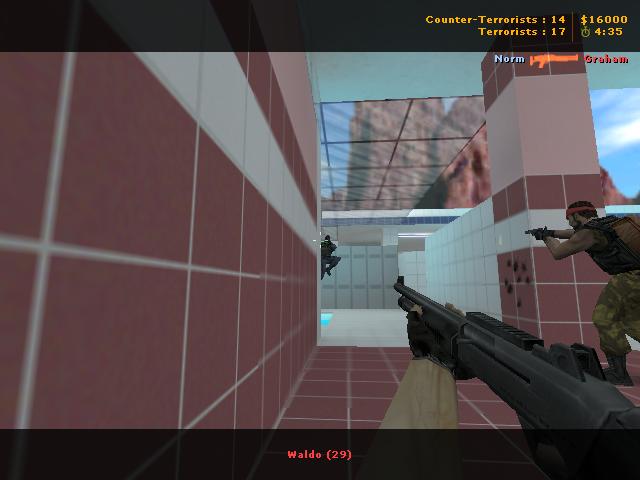 Counter-Terrorists : 14 $16000
Terrorists : 17 4:35
Norm Graham
Waldo (29)